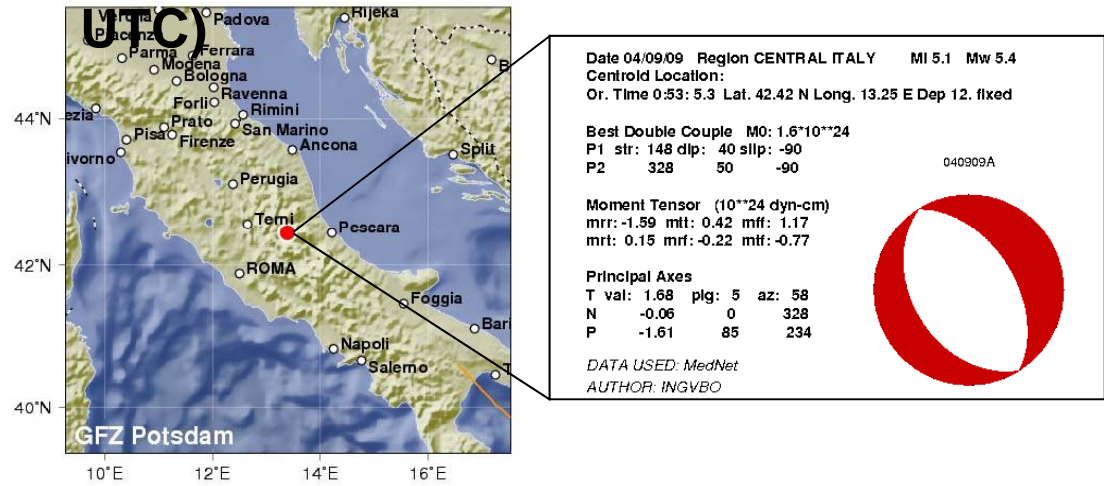 UTC)
Verona
Padova
Rijeka
Piacenz
Parma
Ferrara
Modena
Bologna
Ravenna
Forli
Rimini
44°N
ezia
Prato
San Marino
Pisa
Firenze
Ancona
Split
ivorno
Perugia
Terni
Pescara
42°N
ROMA
Foggia
Bari
Napoli
Salerno
T
40°N
GFZ Potsdam
10°E 12°E 14°E 16°E
B
Date 04/09/09 Region CENTRAL ITALY Ml 5.1 Mw 5.4
Centroid Location:
Or. Time 0:53: 5.3 Lat. 42.42 N Long. 13.25 E Dep 12. fixed
Best Double Couple M0: 1.6*10**24
P1 str: 148 dip: 40 slip: -90
P2 328 50 -90
040909A
Moment Tensor (10**24 dyn-cm)
mrr: -1.59 mtt: 0.42 mff: 1.17
mrt: 0.15 mrf: -0.22 mtf: -0.77
Principal Axes
T val: 1.68 plg: 5 az: 58
N -0.06 0 328
P -1.61 85 234
DATA USED: MedNet
AUTHOR: INGVBO